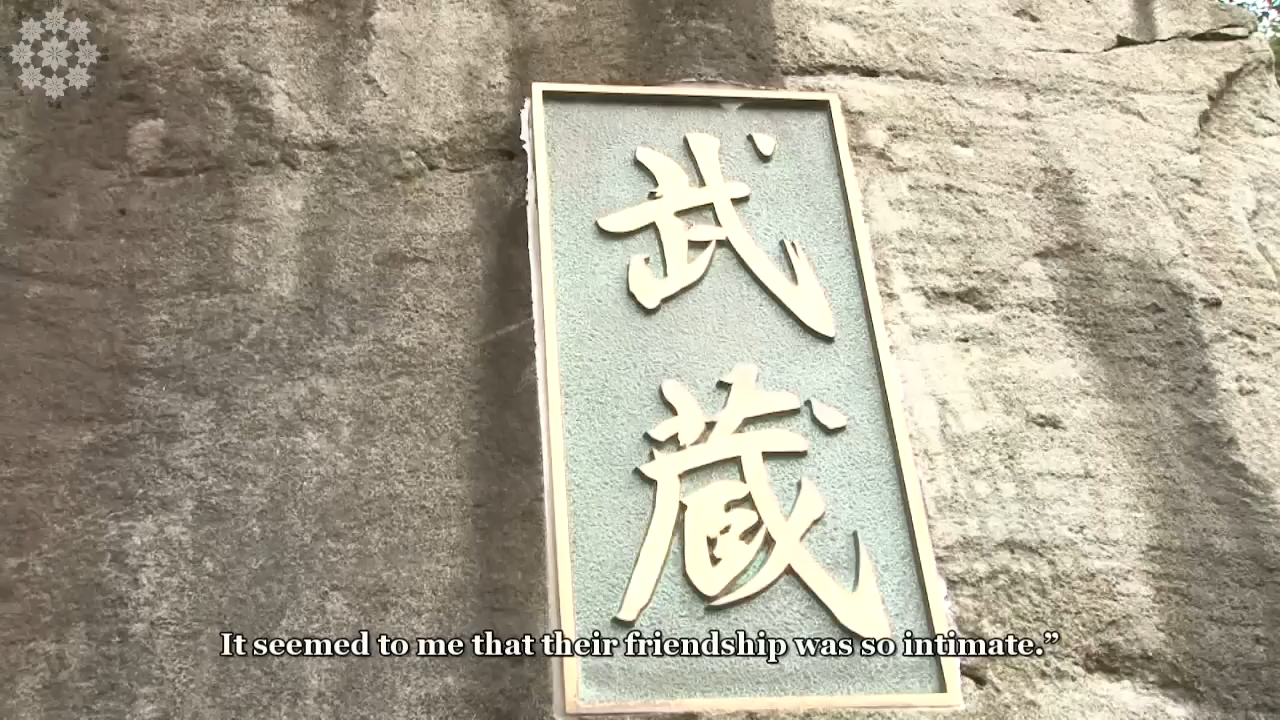 武蔵
It seemed to me that their friendship was so intimate.”